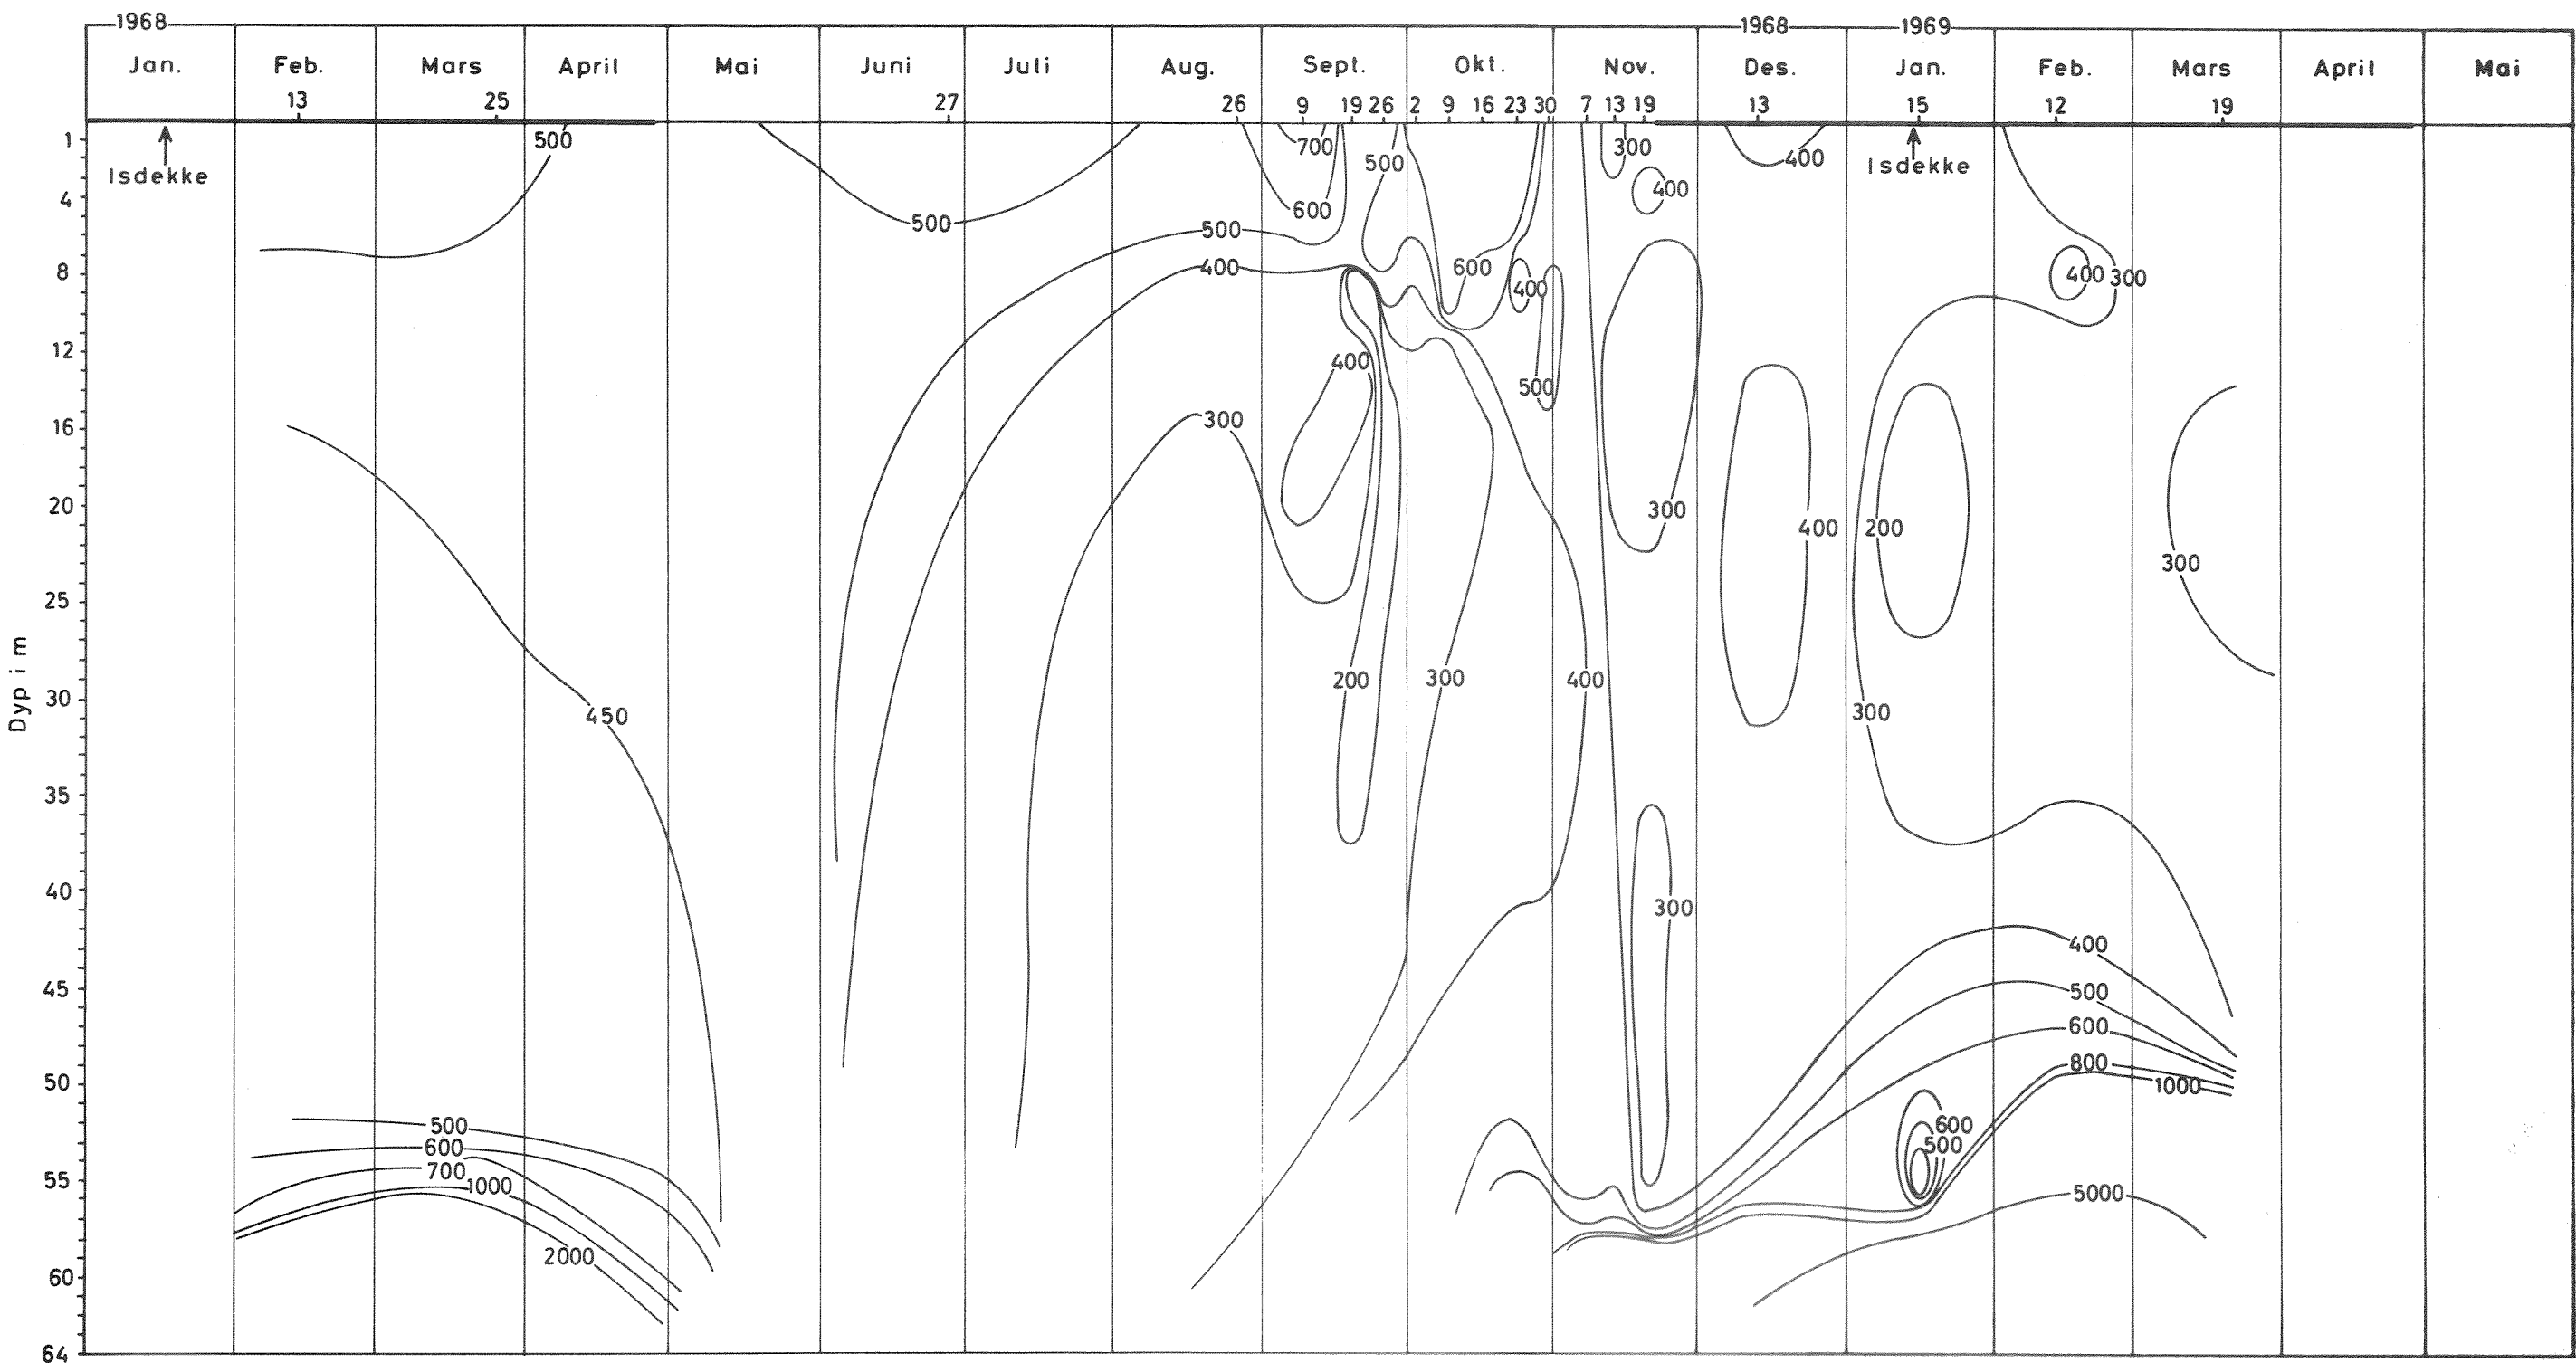 1968 1968 1969
Jan. Feb. Mars April Mai Juni Juli Aug. Sept. Okt. Nov. Des. Jan. Feb. Mars April Mai
13 25 27 26 9 19 26 2 9 16 23 30 7 13 19 13 15 12 19
1 500 700 500 300 400
Isdekke Isdekke
4 600 400
500 500
8 400 600 400 400 300
12 400 500
16 300
20 300
400 200
25 300
Dyp i m
30 450 200 300 400 300
35
40 300
45 400
500
600
50 800 1000
500 600
600 500
55 700 1000 5000
60 2000
64